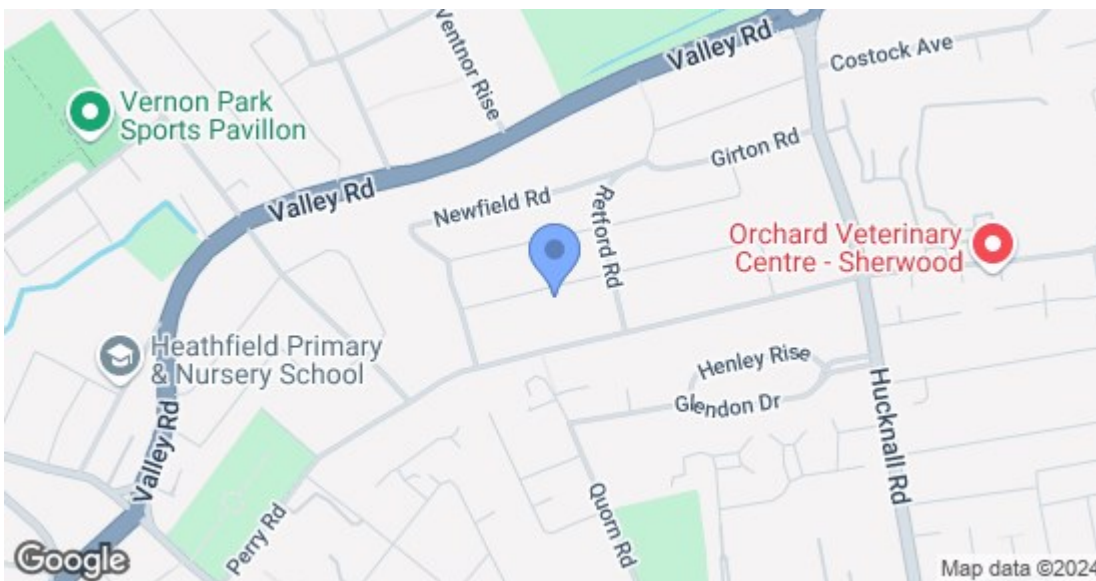 Ventnor Rise
Valley Rd
Costock Ave
Vernon Park
Sports Pavillon
Girton Rd
Valley Rd
Newfield Rd
Retford Rd
Orchard Veterinary
Centre - Sherwood
Heathfield Primary
& Nursery School
Henley Rise
Glendon Dr
Hucknall Rd
Valley Rd
Quorn Rd
Perry Rd
Google
Map data ©2024